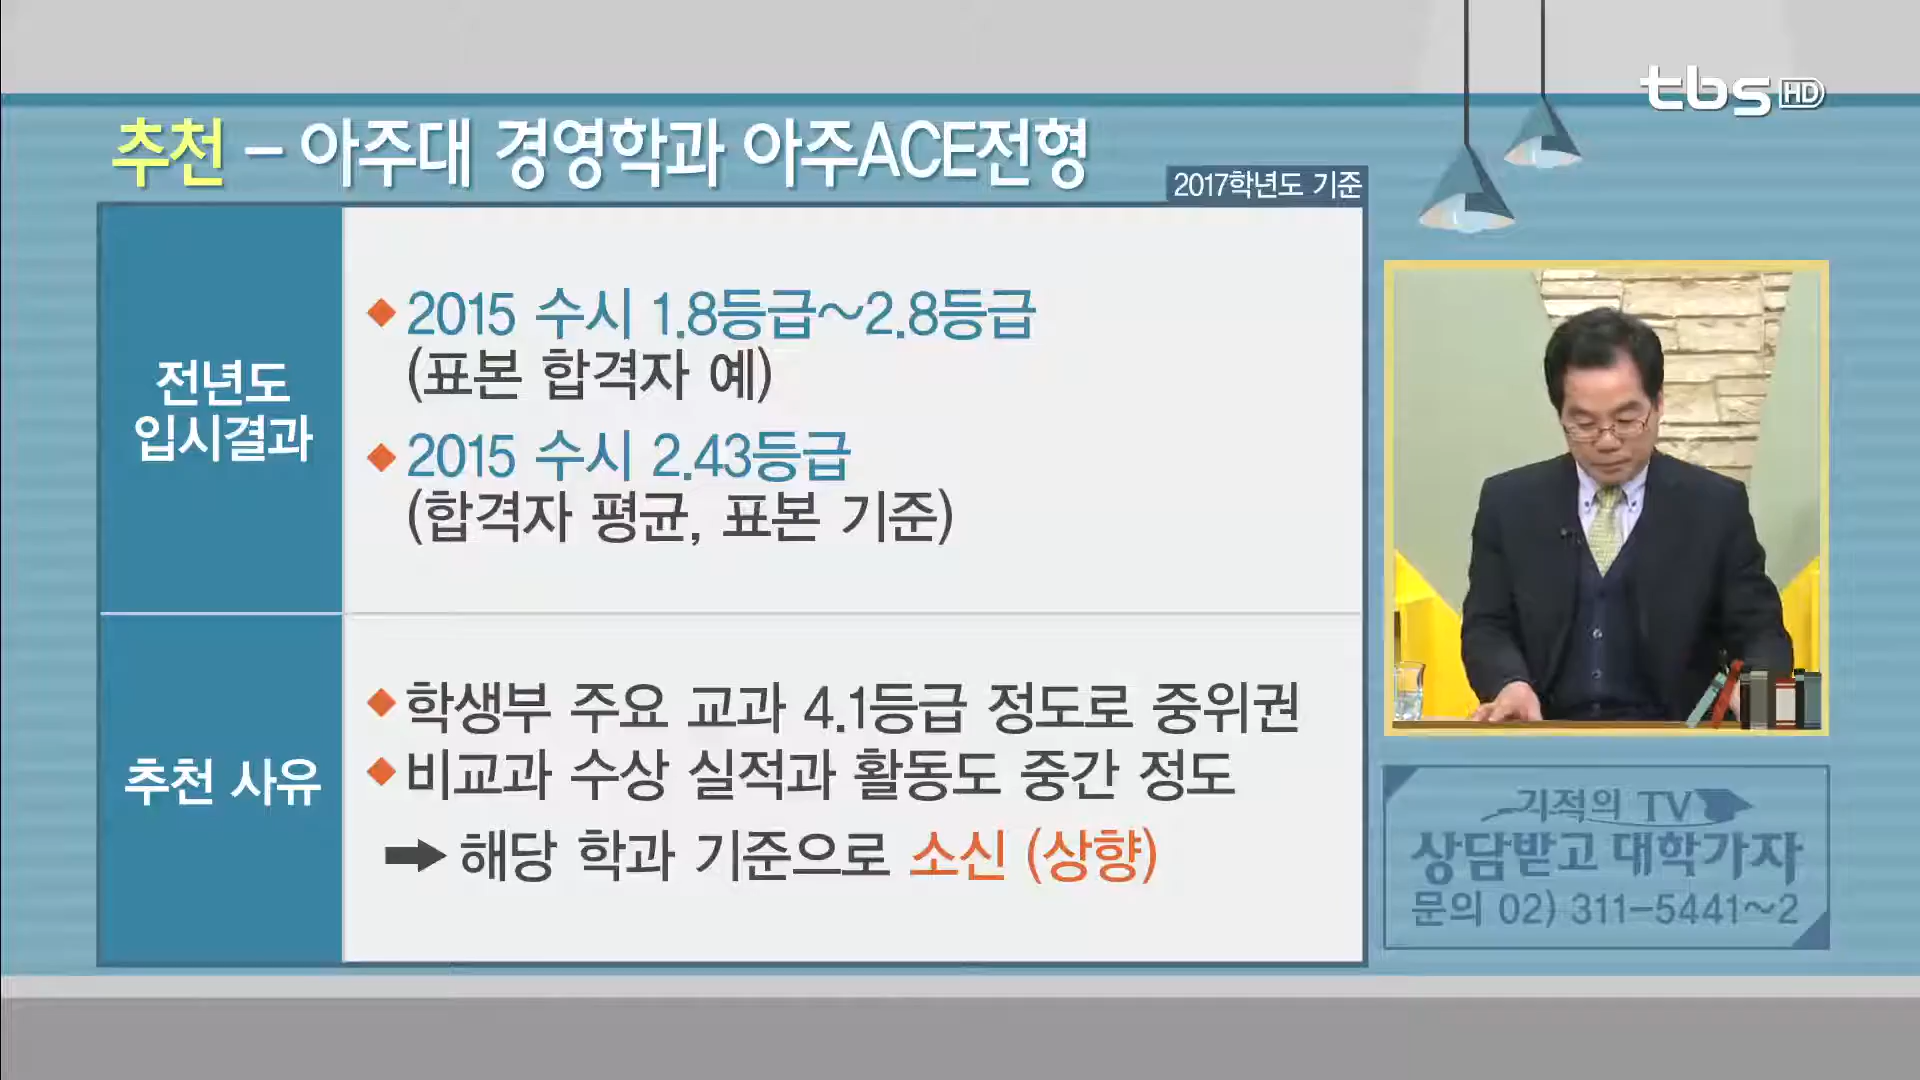 tbs HD
추천 - 아주대 경영학과 아주ACE전형
2017학년도 기준
전년도
입시결과
2015 수시 1.8등급~2.8등급
(표본 합격자 예)
2015 수시 2.43등급
(합격자 평균, 표본 기준)
추천 사유
학생부 주요 교과 4.1등급 정도로 중위권
비교과 수상 실적과 활동도 중간 정도
➡ 해당 학과 기준으로 소신 (상향)
기적의 TV
상담받고 대학가자
문의 02) 311-5441~2